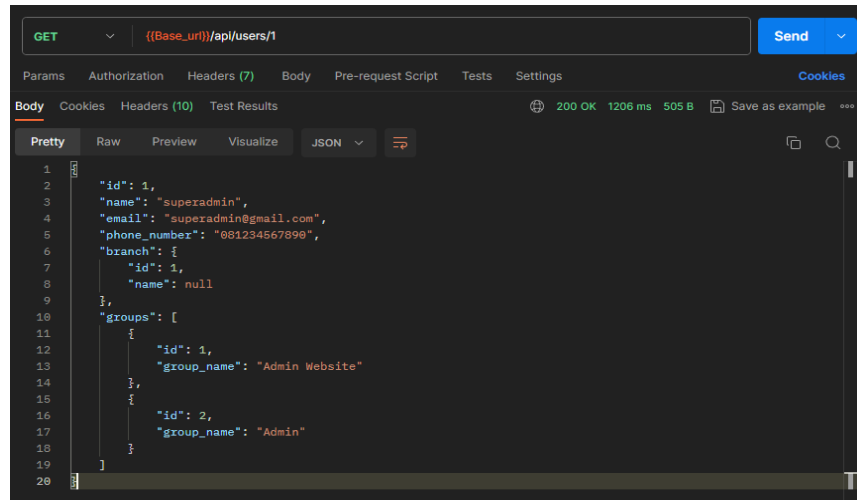 GET {{Base_url}}/api/users/1 Send
Params Authorization Headers (7) Body Pre-request Script Tests Settings Cookies
Body Cookies Headers (10) Test Results 200 OK 1206 ms 505 B Save as example
Pretty Raw Preview Visualize JSON
1 {
2 "id": 1,
3 "name": "superadmin",
4 "email": "superadmin@gmail.com",
5 "phone_number": "081234567890",
6 "branch": {
7 "id": 1,
8 "name": null
9 },
10 "groups": [
11 {
12 "id": 1,
13 "group_name": "Admin Website"
14 },
15 {
16 "id": 2,
17 "group_name": "Admin"
18 }
19 ]
20 }